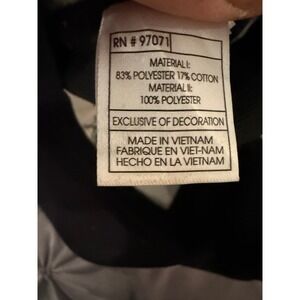 RN # 97071
MATERIAL I:
83% POLYESTER 17% COTTON
MATERIAL II:
100% POLYESTER
EXCLUSIVE OF DECORATION
MADE IN VIETNAM
FABRIQUE EN VIET-NAM
HECHO EN LA VIETNAM